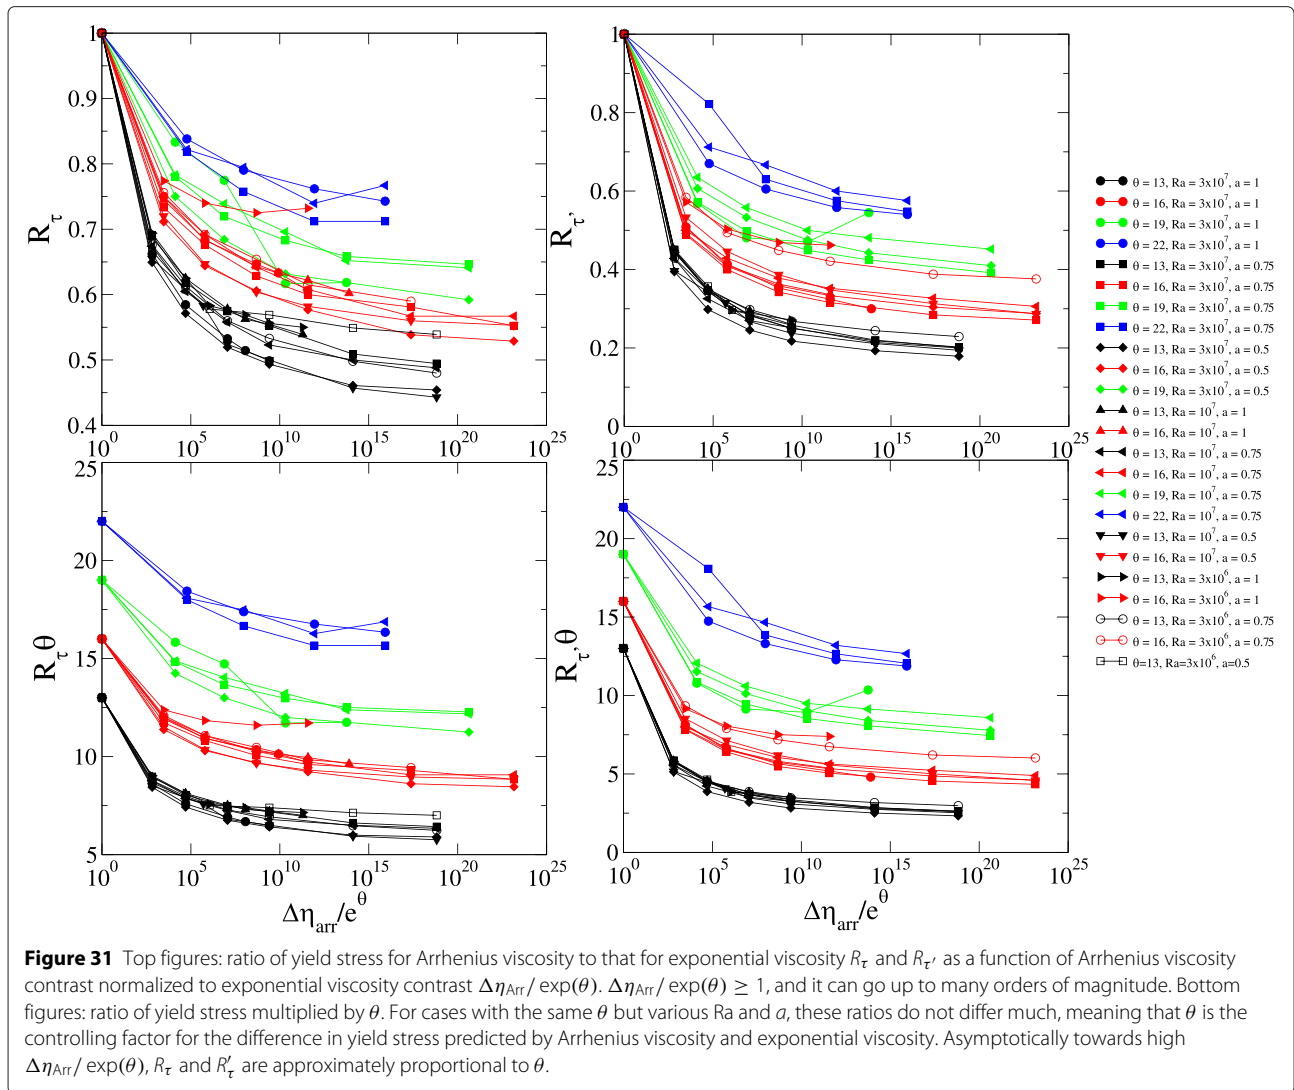 1
0.9
0.8
0.7
0.6
0.5
0.4
R_τ
10^0 10^5 10^10 10^15 10^20 10^25
1
0.8
0.6
0.4
0.2
0
R_τ'
10^0 10^5 10^10 10^15 10^20 10^25
25
20
15
10
5
R_τ θ
10^0 10^5 10^10 10^15 10^20 10^25
Δη_arr/e^θ
25
20
15
10
5
0
R_τ' θ
10^0 10^5 10^10 10^15 10^20 10^25
Δη_arr/e^θ
θ = 13, Ra = 3x10^7, a = 1
θ = 16, Ra = 3x10^7, a = 1
θ = 19, Ra = 3x10^7, a = 1
θ = 22, Ra = 3x10^7, a = 1
θ = 13, Ra = 3x10^7, a = 0.75
θ = 16, Ra = 3x10^7, a = 0.75
θ = 19, Ra = 3x10^7, a = 0.75
θ = 22, Ra = 3x10^7, a = 0.75
θ = 13, Ra = 3x10^7, a = 0.5
θ = 16, Ra = 3x10^7, a = 0.5
θ = 19, Ra = 3x10^7, a = 0.5
θ = 13, Ra = 10^7, a = 1
θ = 16, Ra = 10^7, a = 1
θ = 13, Ra = 10^7, a = 0.75
θ = 16, Ra = 10^7, a = 0.75
θ = 19, Ra = 10^7, a = 0.75
θ = 22, Ra = 10^7, a = 0.75
θ = 13, Ra = 10^7, a = 0.5
θ = 16, Ra = 10^7, a = 0.5
θ = 13, Ra = 3x10^6, a = 1
θ = 16, Ra = 3x10^6, a = 1
θ = 13, Ra = 3x10^6, a = 0.75
θ = 16, Ra = 3x10^6, a = 0.75
θ=13, Ra=3x10^6, a=0.5
Figure 31 Top figures: ratio of yield stress for Arrhenius viscosity to that for exponential viscosity R_τ and R_τ′ as a function of Arrhenius viscosity
contrast normalized to exponential viscosity contrast Δη_Arr/ exp(θ). Δη_Arr/ exp(θ) ≥ 1, and it can go up to many orders of magnitude. Bottom
figures: ratio of yield stress multiplied by θ. For cases with the same θ but various Ra and a, these ratios do not differ much, meaning that θ is the
controlling factor for the difference in yield stress predicted by Arrhenius viscosity and exponential viscosity. Asymptotically towards high
Δη_Arr/ exp(θ), R_τ and R′_τ are approximately proportional to θ.